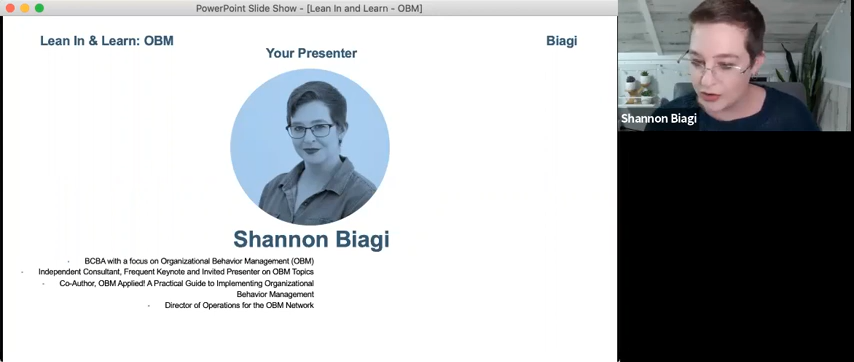 PowerPoint Slide Show - [Lean In and Learn - OBM]
Lean In & Learn: OBM
Biagi
Your Presenter
Shannon Biagi
- BCBA with a focus on Organizational Behavior Management (OBM)
- Independent Consultant, Frequent Keynote and Invited Presenter on OBM Topics
- Co-Author, OBM Applied! A Practical Guide to Implementing Organizational
Behavior Management
- Director of Operations for the OBM Network
Shannon Biagi